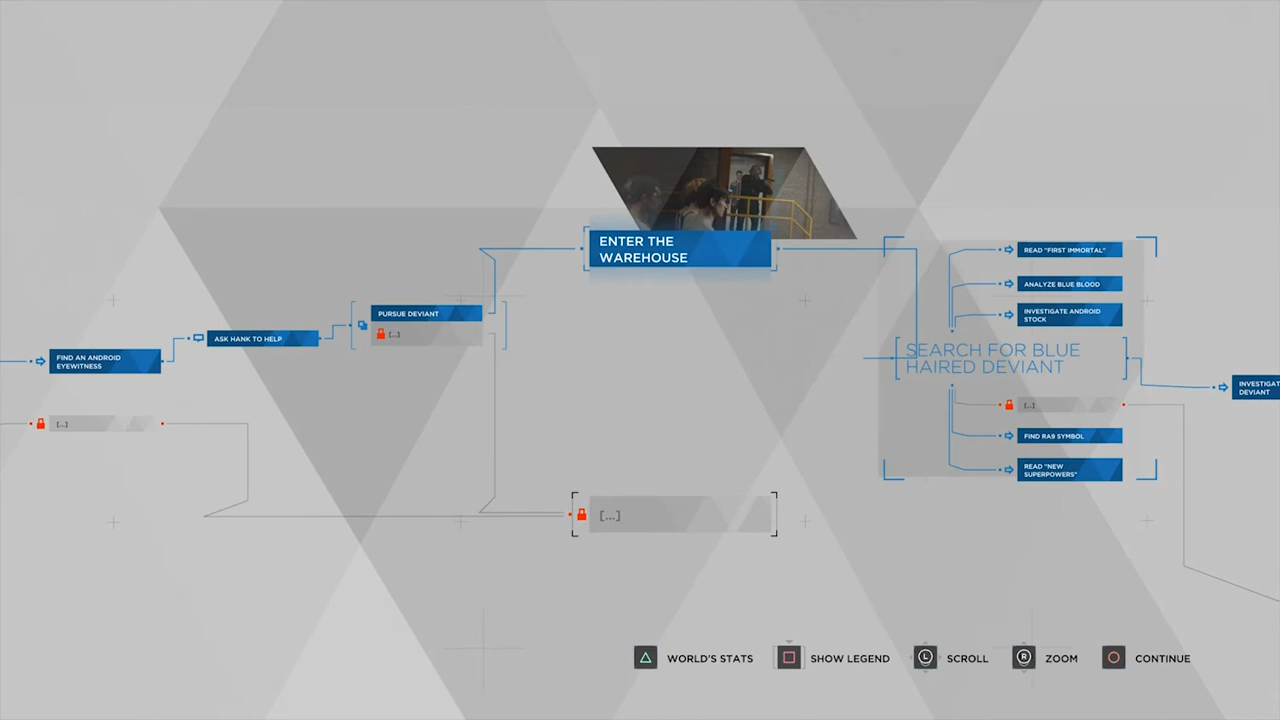 ENTER THE
WAREHOUSE
READ "FIRST IMMORTAL"
ANALYZE BLUE BLOOD
INVESTIGATE ANDROID
STOCK
PURSUE DEVIANT
[...]
ASK HANK TO HELP
FIND AN ANDROID
EYEWITNESS
[...]
SEARCH FOR BLUE
HAIRED DEVIANT
INVESTIGAT
DEVIANT
[...]
FIND RA9 SYMBOL
READ "NEW
SUPERPOWERS"
[...]
WORLD'S STATS
SHOW LEGEND
L
SCROLL
R
ZOOM
CONTINUE